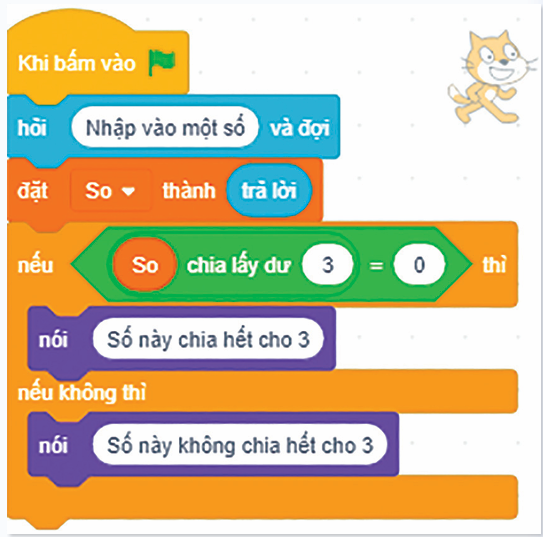 Khi bấm vào
hỏi Nhập vào một số và đợi
đặt So thành trả lời
nếu So chia lấy dư 3 = 0 thì
nói Số này chia hết cho 3
nếu không thì
nói Số này không chia hết cho 3